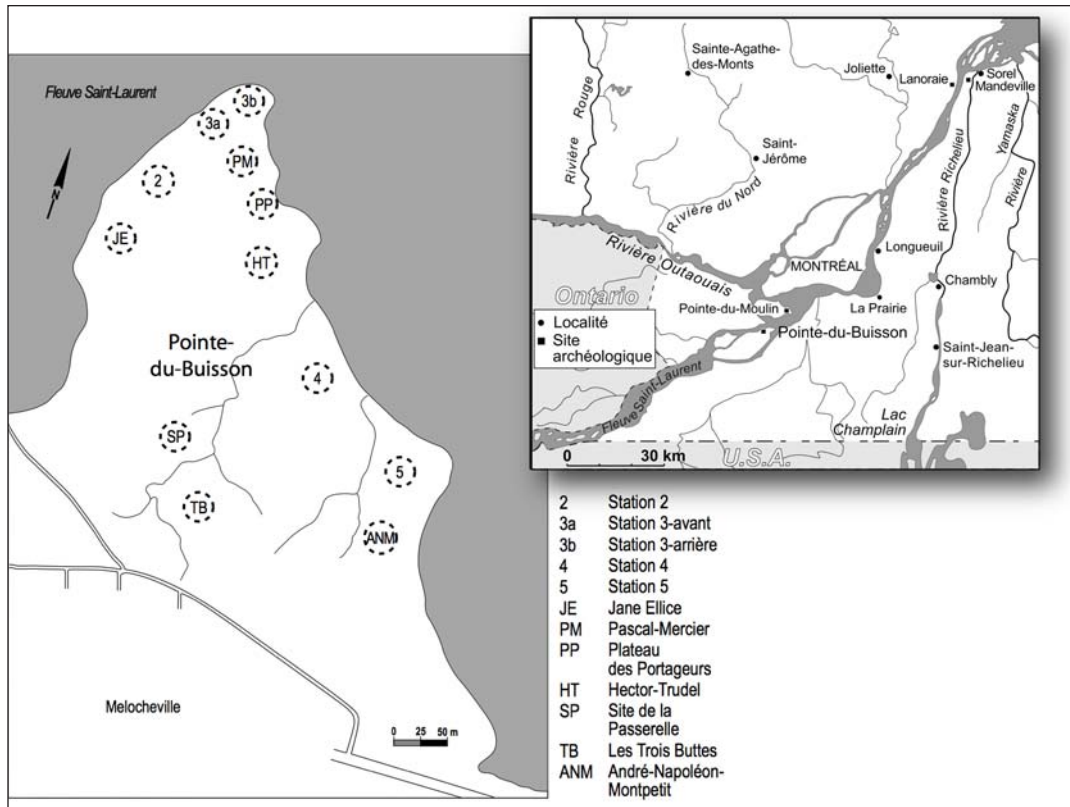 Fleuve Saint-Laurent
N
3b
3a
PM
2
PP
JE
HT
Pointe-
du-Buisson
4
SP
5
TB
ANM
Melocheville
0 25 50 m
Sainte-Agathe-
des-Monts
Joliette
Lanoraie
Sorel
Mandeville
Rivière Rouge
Saint-
Jérôme
Rivière du Nord
Rivière Richelieu
Yamaska
Rivière
Rivière Outaouais
MONTRÉAL
Longueuil
Chambly
Ontario
Pointe-du-Moulin
La Prairie
Localité
Site
archéologique
Pointe-du-Buisson
Saint-Jean-
sur-Richelieu
Fleuve Saint-Laurent
Lac
Champlain
0 30 km
U.S.A.
2 Station 2
3a Station 3-avant
3b Station 3-arrière
4 Station 4
5 Station 5
JE Jane Ellice
PM Pascal-Mercier
PP Plateau
des Portageurs
HT Hector-Trudel
SP Site de la
Passerelle
TB Les Trois Buttes
ANM André-Napoléon-
Montpetit